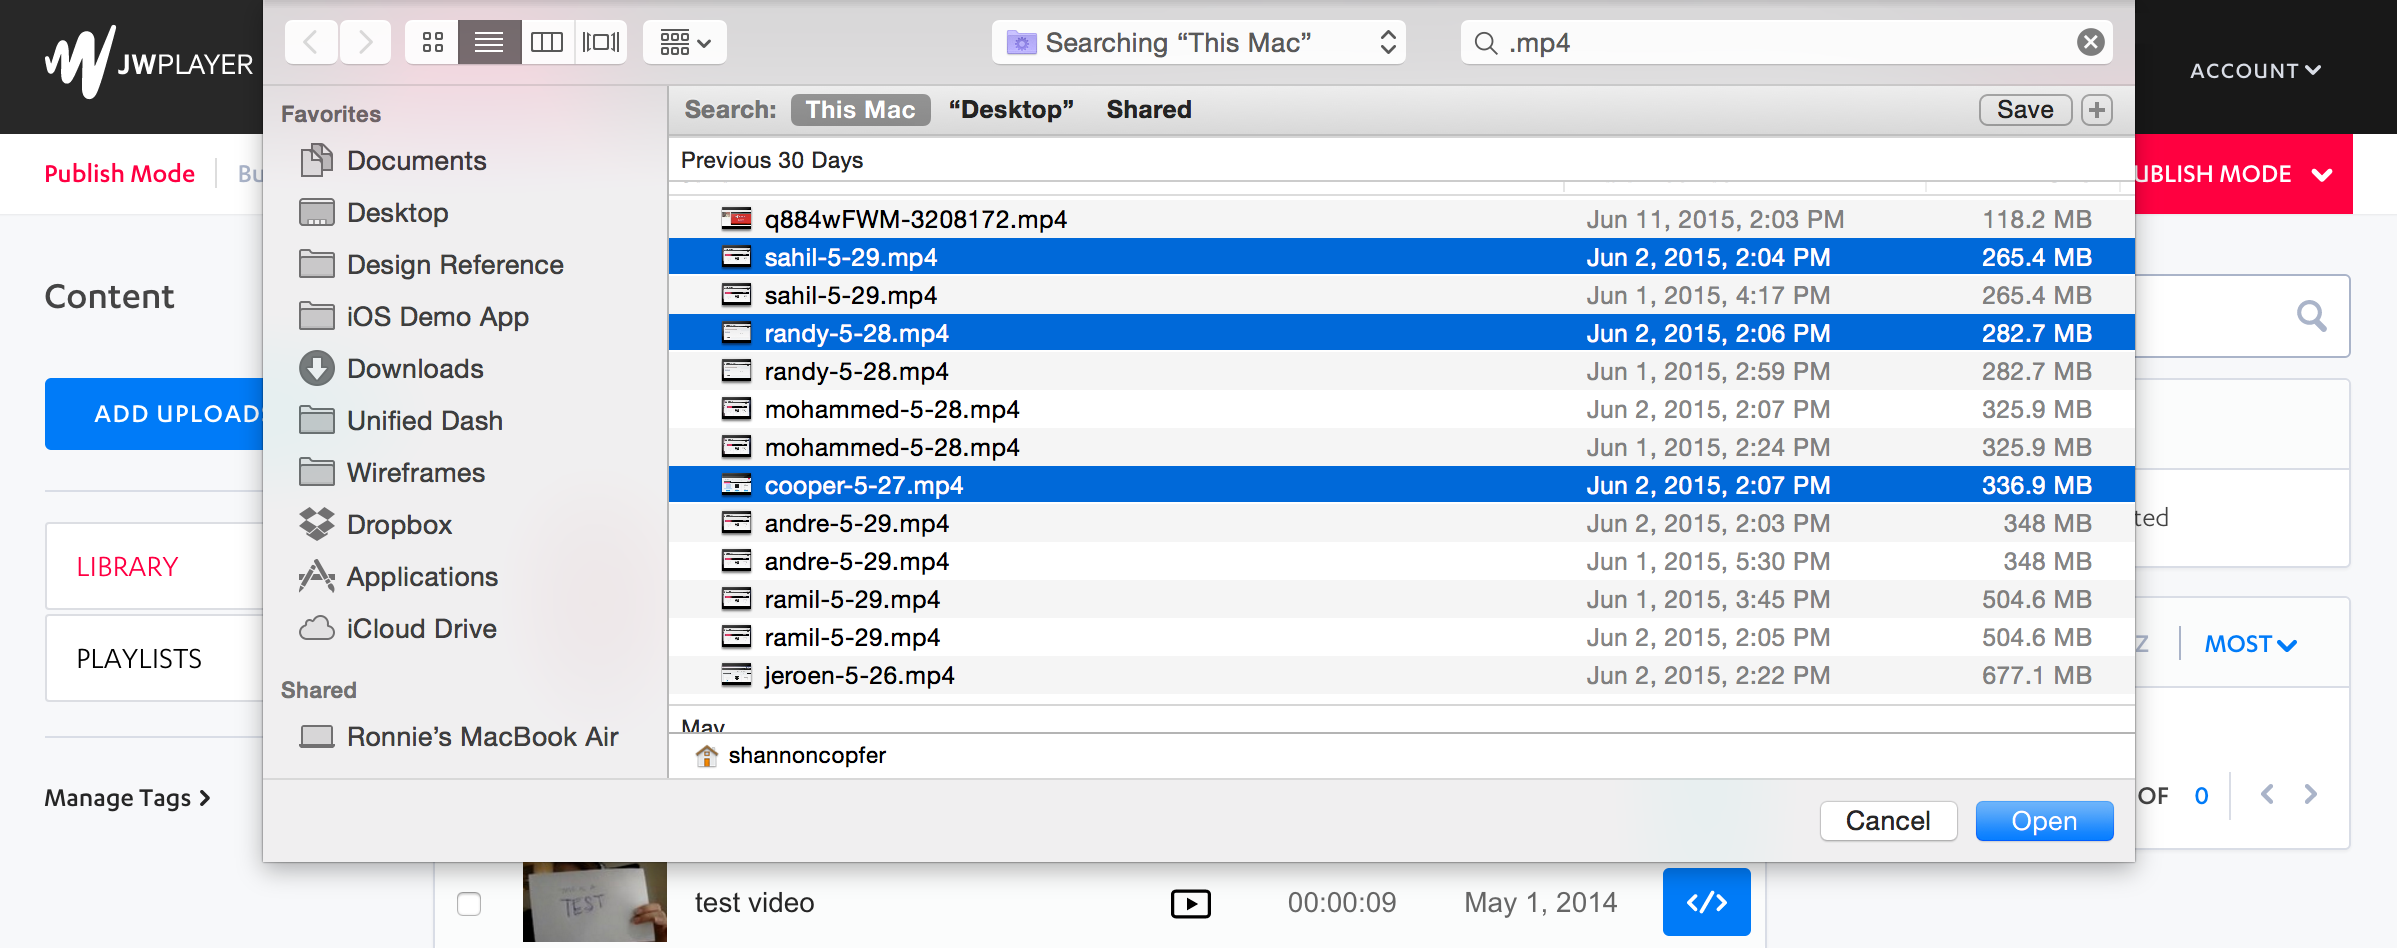 JWPLAYER
Searching “This Mac”
.mp4
ACCOUNT
Favorites
Search: This Mac “Desktop” Shared Save
Publish Mode
Documents
Previous 30 Days
UBLISH MODE
Desktop
q884wFWM-3208172.mp4 Jun 11, 2015, 2:03 PM 118.2 MB
Design Reference
sahil-5-29.mp4 Jun 2, 2015, 2:04 PM 265.4 MB
Content
sahil-5-29.mp4 Jun 1, 2015, 4:17 PM 265.4 MB
iOS Demo App
randy-5-28.mp4 Jun 2, 2015, 2:06 PM 282.7 MB
Downloads
randy-5-28.mp4 Jun 1, 2015, 2:59 PM 282.7 MB
ADD UPLOAD
Unified Dash
mohammed-5-28.mp4 Jun 2, 2015, 2:07 PM 325.9 MB
mohammed-5-28.mp4 Jun 1, 2015, 2:24 PM 325.9 MB
Wireframes
cooper-5-27.mp4 Jun 2, 2015, 2:07 PM 336.9 MB
Dropbox
andre-5-29.mp4 Jun 2, 2015, 2:03 PM 348 MB
ted
LIBRARY
Applications
andre-5-29.mp4 Jun 1, 2015, 5:30 PM 348 MB
ramil-5-29.mp4 Jun 1, 2015, 3:45 PM 504.6 MB
iCloud Drive
ramil-5-29.mp4 Jun 2, 2015, 2:05 PM 504.6 MB
Z MOST
PLAYLISTS
Shared
jeroen-5-26.mp4 Jun 2, 2015, 2:22 PM 677.1 MB
May
Ronnie’s MacBook Air
shannoncopfer
Manage Tags
OF 0
Cancel Open
TEST
test video 00:00:09 May 1, 2014